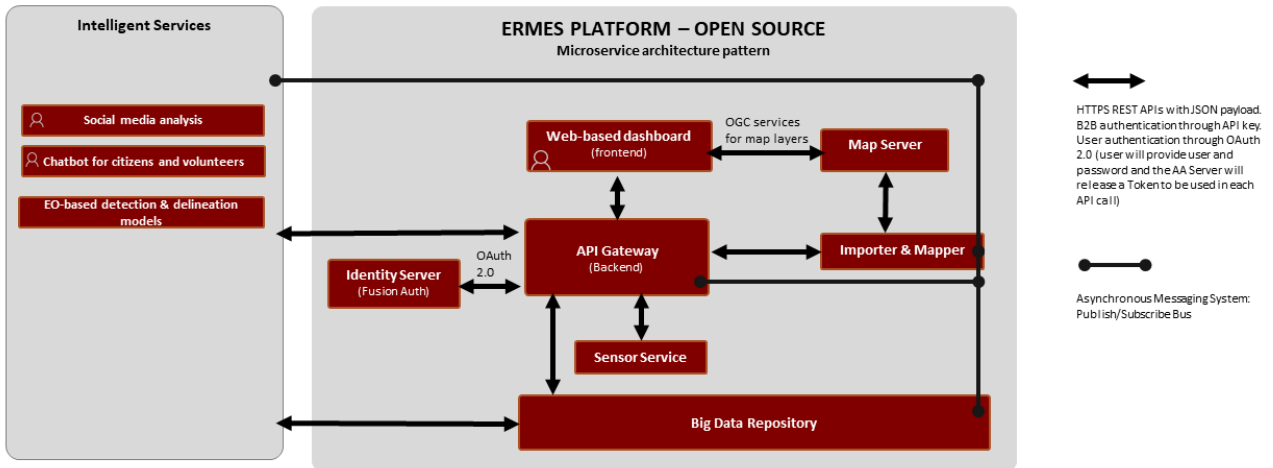 Intelligent Services
Social media analysis
Chatbot for citizens and volunteers
EO-based detection & delineation
models
ERMES PLATFORM – OPEN SOURCE
Microservice architecture pattern
Web-based dashboard
(frontend)
OGC services
for map layers
Map Server
API Gateway
(Backend)
Importer & Mapper
OAuth
2.0
Identity Server
(Fusion Auth)
Sensor Service
Big Data Repository
HTTPS REST APIs with JSON payload.
B2B authentication through API key.
User authentication through OAuth
2.0 (user will provide user and
password and the AA Server will
release a Token to be used in each
API call)
Asynchronous Messaging System:
Publish/Subscribe Bus